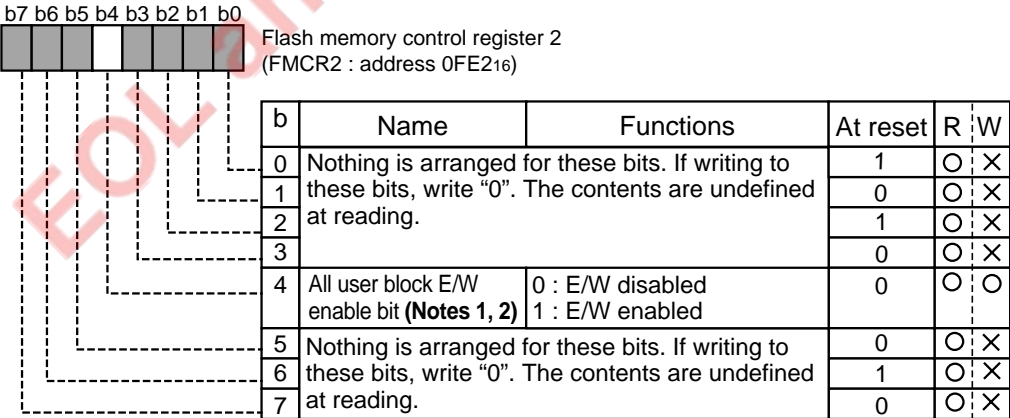 b7 b6 b5 b4 b3 b2 b1 b0
Flash memory control register 2
(FMCR2 : address 0FE216)
b Name Functions At reset R W
0 Nothing is arranged for these bits. If writing to 1 O ×
1 these bits, write “0”. The contents are undefined 0 O ×
2 at reading. 1 O ×
3 0 O ×
4 All user block E/W 0 : E/W disabled 0 O O
enable bit (Notes 1, 2) 1 : E/W enabled
5 Nothing is arranged for these bits. If writing to 0 O ×
6 these bits, write “0”. The contents are undefined 1 O ×
7 at reading. 0 O ×
EOL an